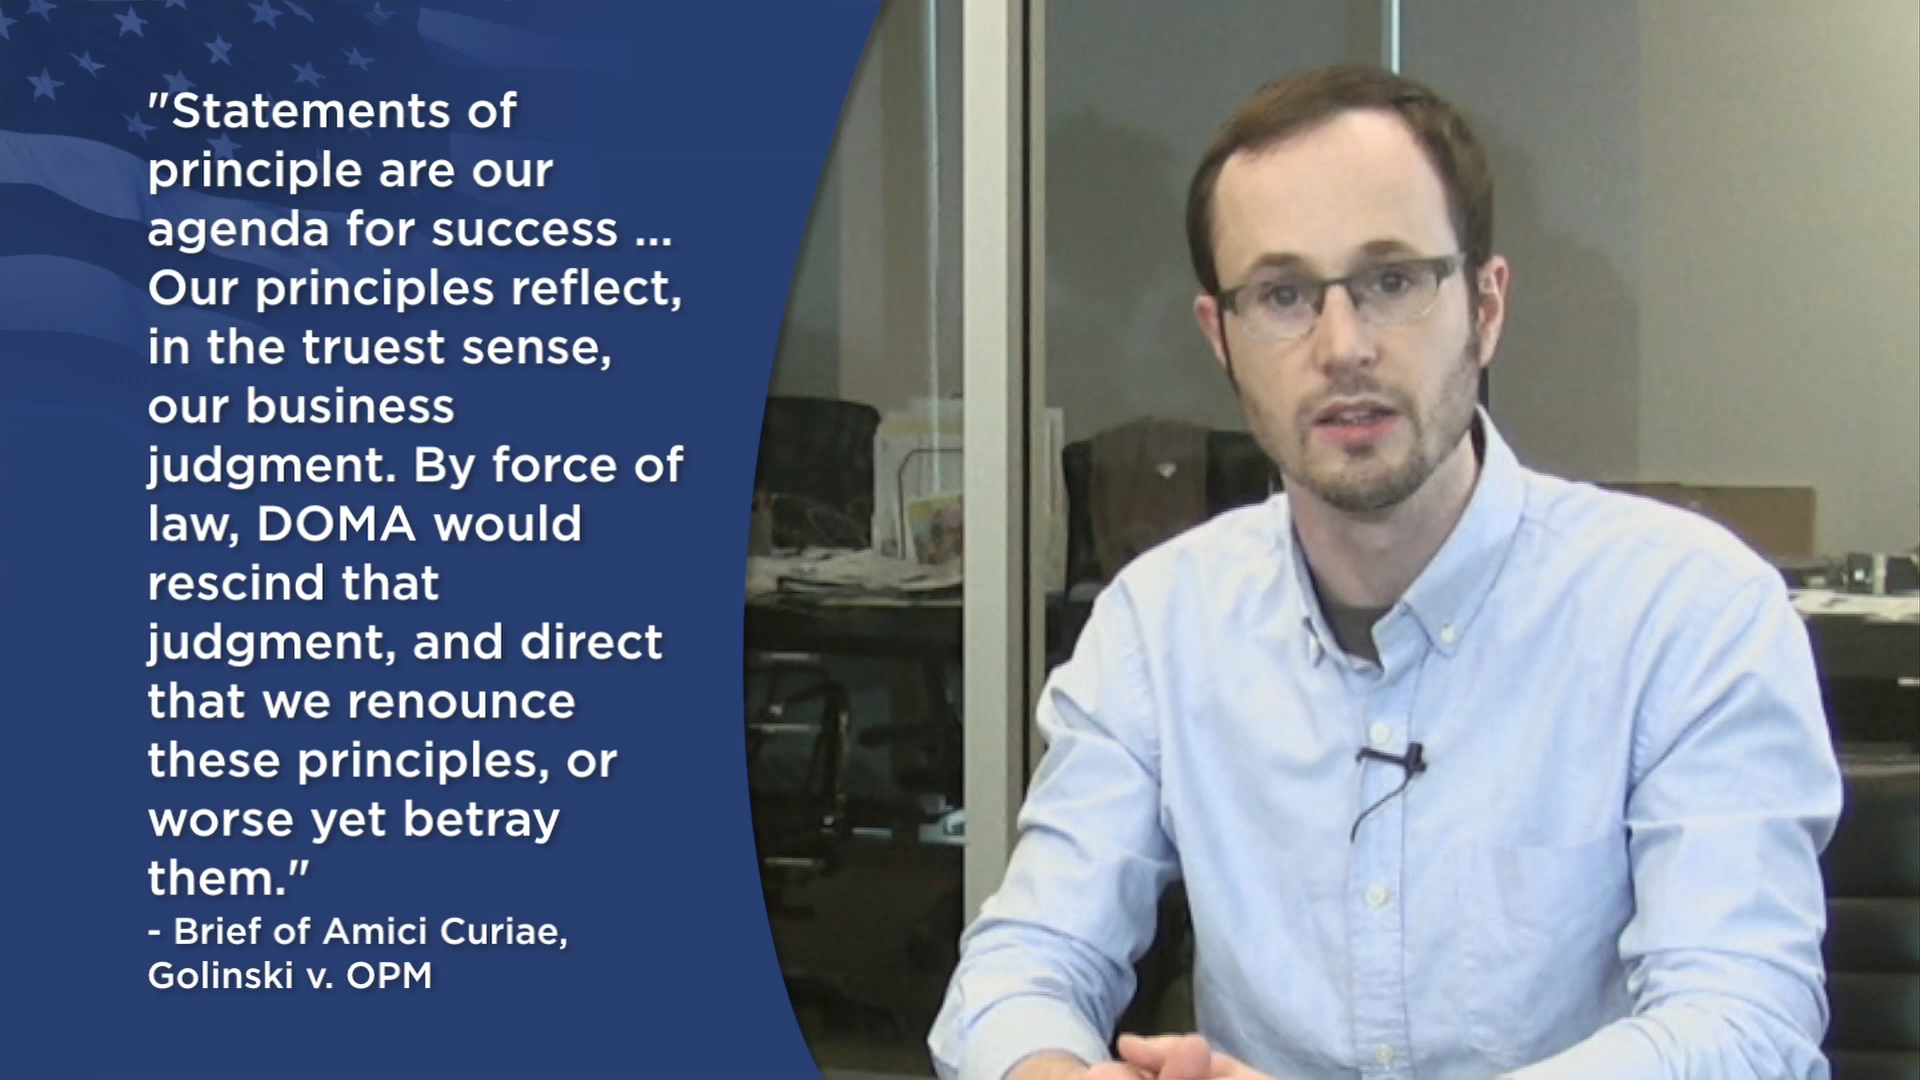 "Statements of
principle are our
agenda for success ...
Our principles reflect,
in the truest sense,
our business
judgment. By force of
law, DOMA would
rescind that
judgment, and direct
that we renounce
these principles, or
worse yet betray
them."
- Brief of Amici Curiae,
Golinski v. OPM